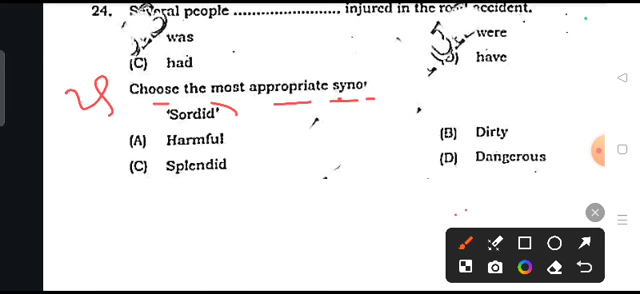 24. Several people ........................ injured in the road accident.
was
were
(C) had
have
Choose the most appropriate syno
'Sordid'
(A) Harmful
(B) Dirty
(C) Splendid
(D) Dangerous